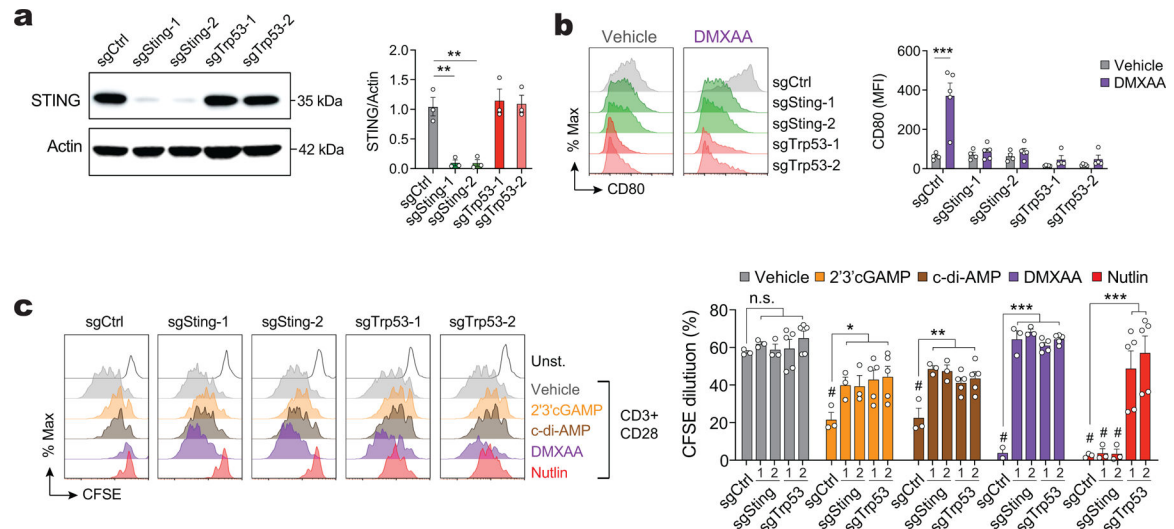 a
sgCtrl
sgSting-1
sgSting-2
sgTrp53-1
sgTrp53-2
STING
35 kDa
Actin
42 kDa
STING/Actin
1.5
1.0
0.5
0.0
**
**
sgCtrl
sgSting-1
sgSting-2
sgTrp53-1
sgTrp53-2
b
Vehicle
DMXAA
sgCtrl
sgSting-1
sgSting-2
sgTrp53-1
sgTrp53-2
% Max
CD80
CD80 (MFI)
600
400
200
0
***
Vehicle
DMXAA
sgCtrl
sgSting-1
sgSting-2
sgTrp53-1
sgTrp53-2
c
sgCtrl
sgSting-1
sgSting-2
sgTrp53-1
sgTrp53-2
Unst.
Vehicle
2'3'cGAMP
c-di-AMP
DMXAA
Nutlin
CD3+
CD28
% Max
CFSE
Vehicle 2'3'cGAMP c-di-AMP DMXAA Nutlin
CFSE dilutiuon (%)
80
60
40
20
0
n.s.
*
**
***
***
# # # # # #
1 2 1 2 1 2 1 2 1 2 1 2 1 2 1 2 1 2 1 2
sgCtrl sgSting sgTrp53 sgCtrl sgSting sgTrp53 sgCtrl sgSting sgTrp53 sgCtrl sgSting sgTrp53 sgCtrl sgSting sgTrp53